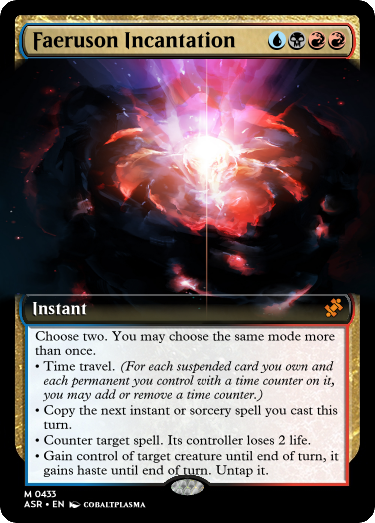 Faeruson Incantation
Instant
Choose two. You may choose the same mode more
than once.
• Time travel. (For each suspended card you own and
each permanent you control with a time counter on it,
you may add or remove a time counter.)
• Copy the next instant or sorcery spell you cast this
turn.
• Counter target spell. Its controller loses 2 life.
• Gain control of target creature until end of turn, it
gains haste until end of turn. Untap it.
M 0433
ASR • EN COBALTPLASMA